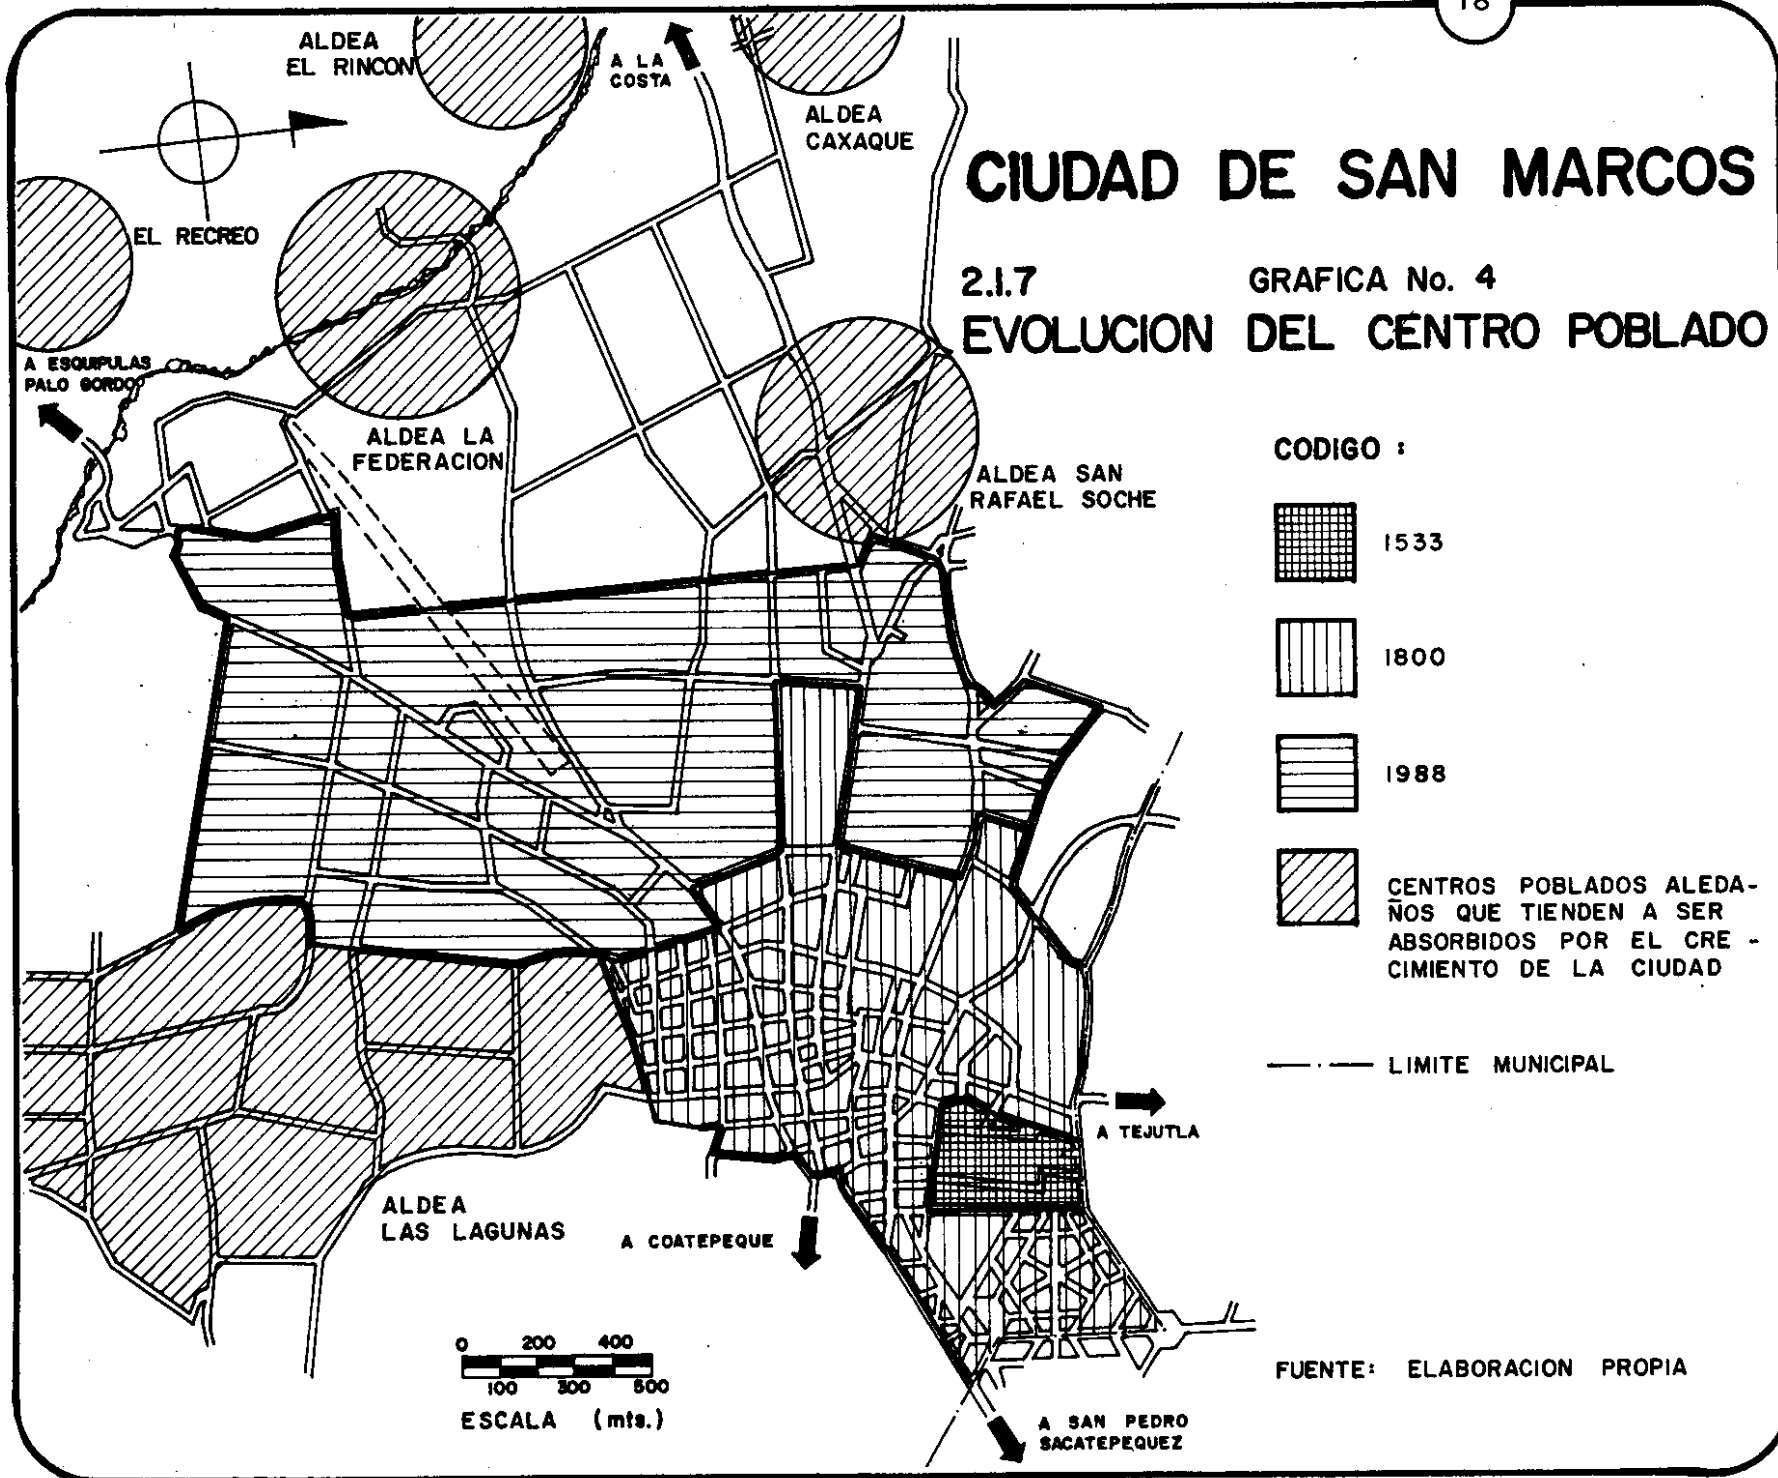 18
ALDEA
EL RINCON
A LA
COSTA
ALDEA
CAXAQUE
CIUDAD DE SAN MARCOS
EL RECREO
2.1.7 GRAFICA No. 4
EVOLUCION DEL CENTRO POBLADO
A ESQUIPULAS
PALO GORDO
ALDEA LA
FEDERACION
ALDEA SAN
RAFAEL SOCHE
CODIGO :
1533
1800
1988
CENTROS POBLADOS ALEDA-
ÑOS QUE TIENDEN A SER
ABSORBIDOS POR EL CRE -
CIMIENTO DE LA CIUDAD
LIMITE MUNICIPAL
A TEJUTLA
ALDEA
LAS LAGUNAS
A COATEPEQUE
0 200 400
100 300 500
ESCALA (mts.)
FUENTE: ELABORACION PROPIA
A SAN PEDRO
SACATEPEQUEZ